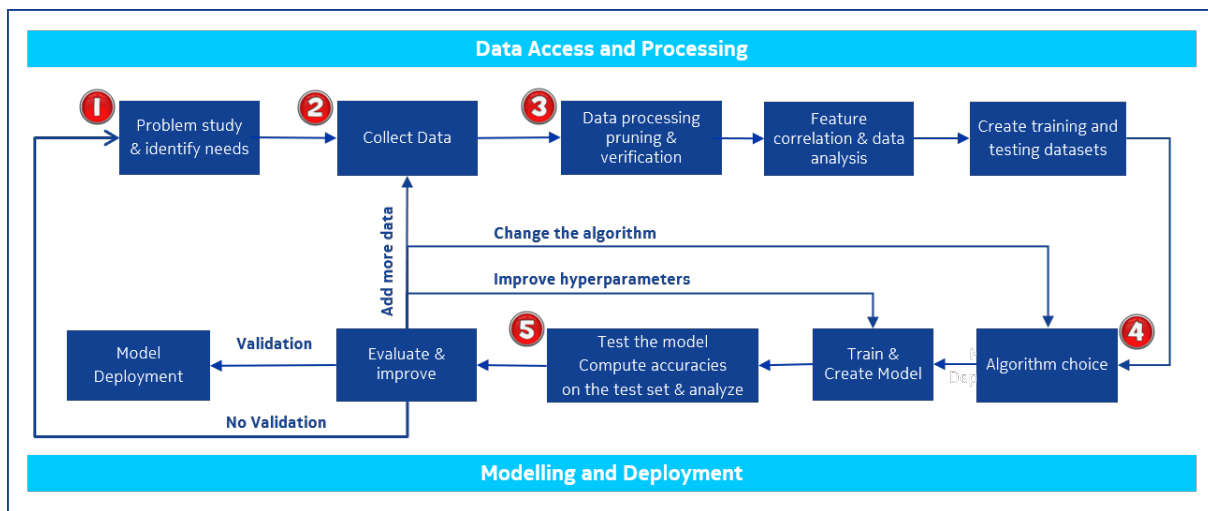 Data Access and Processing
1
Problem study
& identify needs
2
Collect Data
3
Data processing
pruning &
verification
Feature
correlation & data
analysis
Create training and
testing datasets
Add more data
Change the algorithm
Improve hyperparameters
Model
Deployment
Validation
Evaluate &
improve
5
Test the model
Compute accuracies
on the test set & analyze
Train &
Create Model
Algorithm choice
4
No Validation
Modelling and Deployment